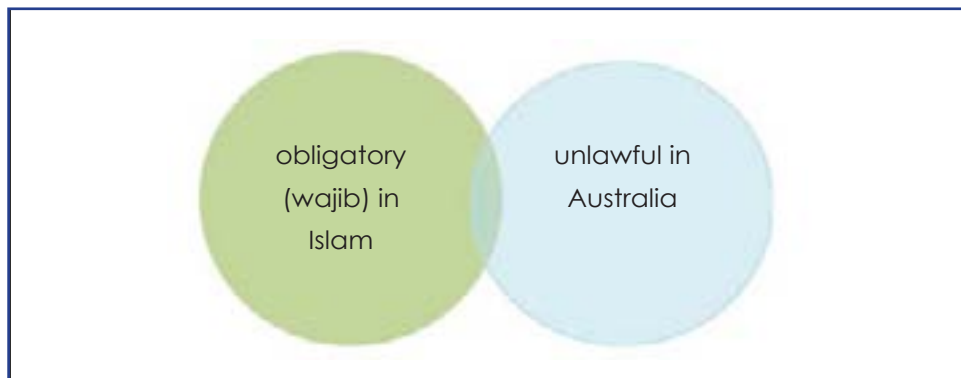 obligatory
(wajib) in
Islam
unlawful in
Australia